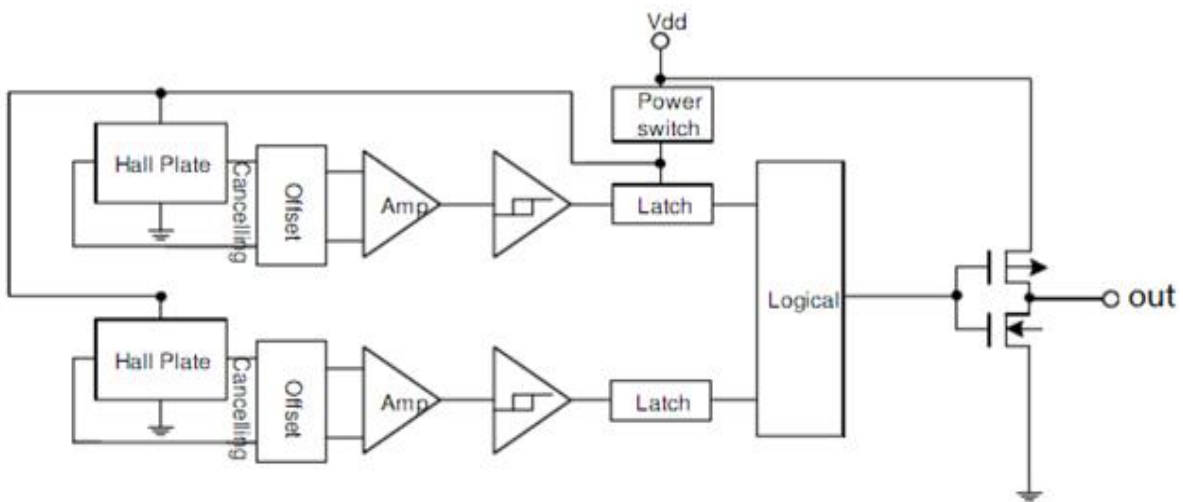 Vdd
Power
switch
Hall Plate
Cancelling
Offset
Amp
Latch
Logical
out
Hall Plate
Cancelling
Offset
Amp
Latch